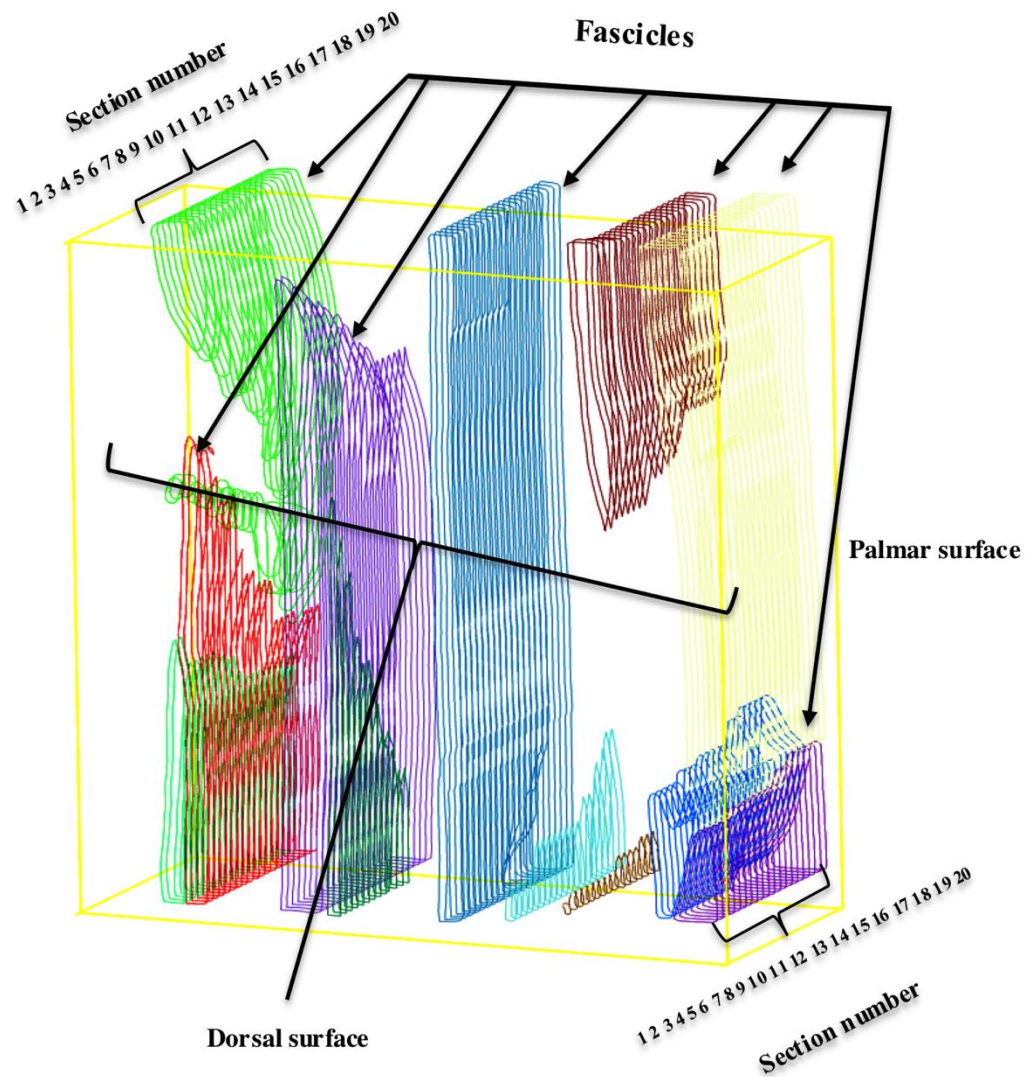 Fascicles
Section number
1 2 3 4 5 6 7 8 9 10 11 12 13 14 15 16 17 18 19 20
Palmar surface
Dorsal surface
1 2 3 4 5 6 7 8 9 10 11 12 13 14 15 16 17 18 19 20
Section number